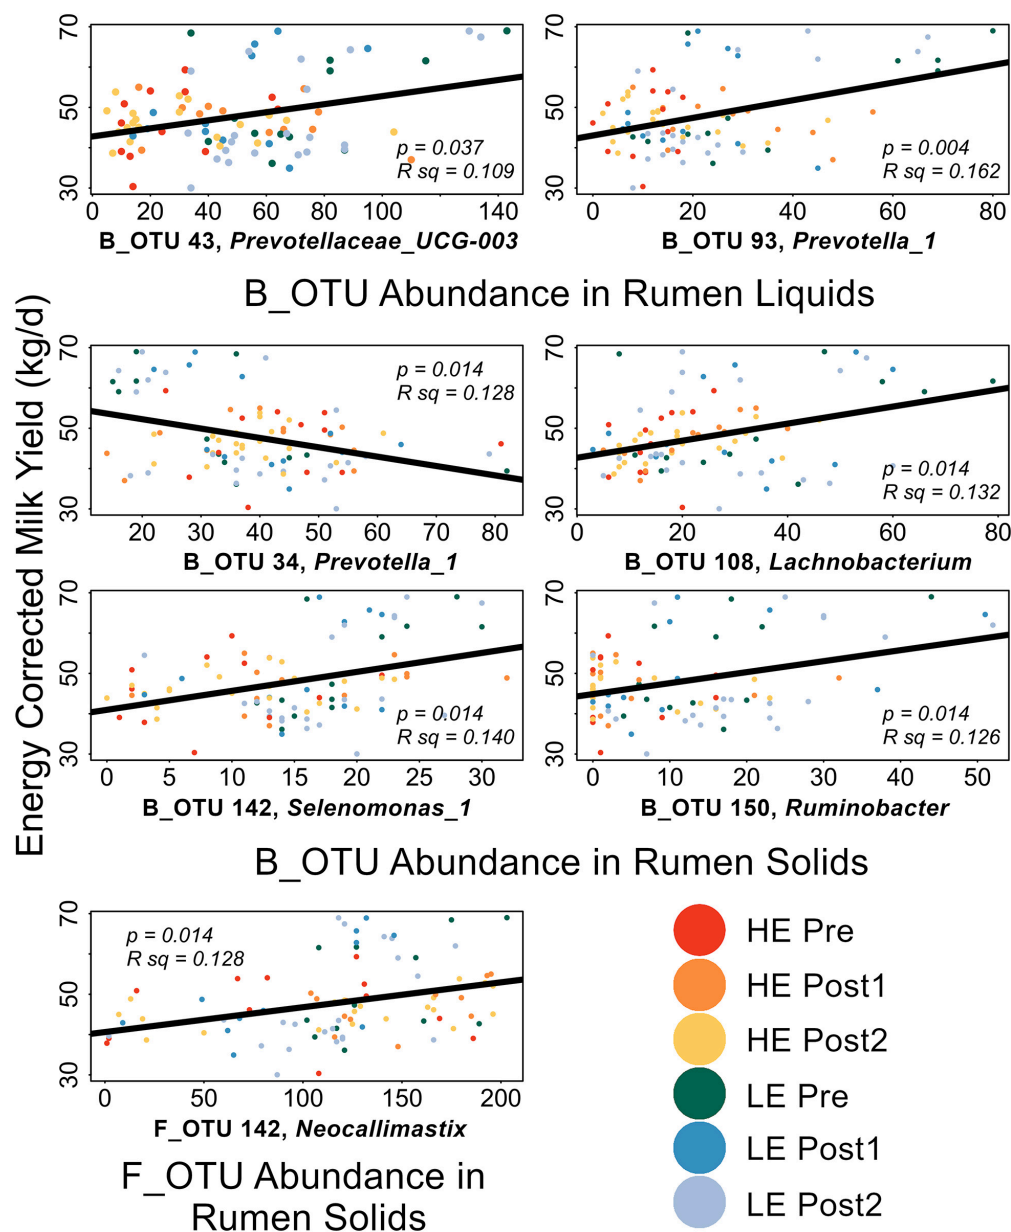 Energy Corrected Milk Yield (kg/d)
70
50
30
p = 0.037
R sq = 0.109
0 20 40 60 80 100 140
B_OTU 43, Prevotellaceae_UCG-003
70
50
30
p = 0.004
R sq = 0.162
0 20 40 60 80
B_OTU 93, Prevotella_1
B_OTU Abundance in Rumen Liquids
70
50
30
p = 0.014
R sq = 0.128
20 30 40 50 60 70 80
B_OTU 34, Prevotella_1
70
50
30
p = 0.014
R sq = 0.132
0 20 40 60 80
B_OTU 108, Lachnobacterium
70
50
30
p = 0.014
R sq = 0.140
0 5 10 15 20 25 30
B_OTU 142, Selenomonas_1
70
50
30
p = 0.014
R sq = 0.126
0 10 20 30 40 50
B_OTU 150, Ruminobacter
B_OTU Abundance in Rumen Solids
70
50
30
p = 0.014
R sq = 0.128
0 50 100 150 200
F_OTU 142, Neocallimastix
F_OTU Abundance in
Rumen Solids
HE Pre
HE Post1
HE Post2
LE Pre
LE Post1
LE Post2